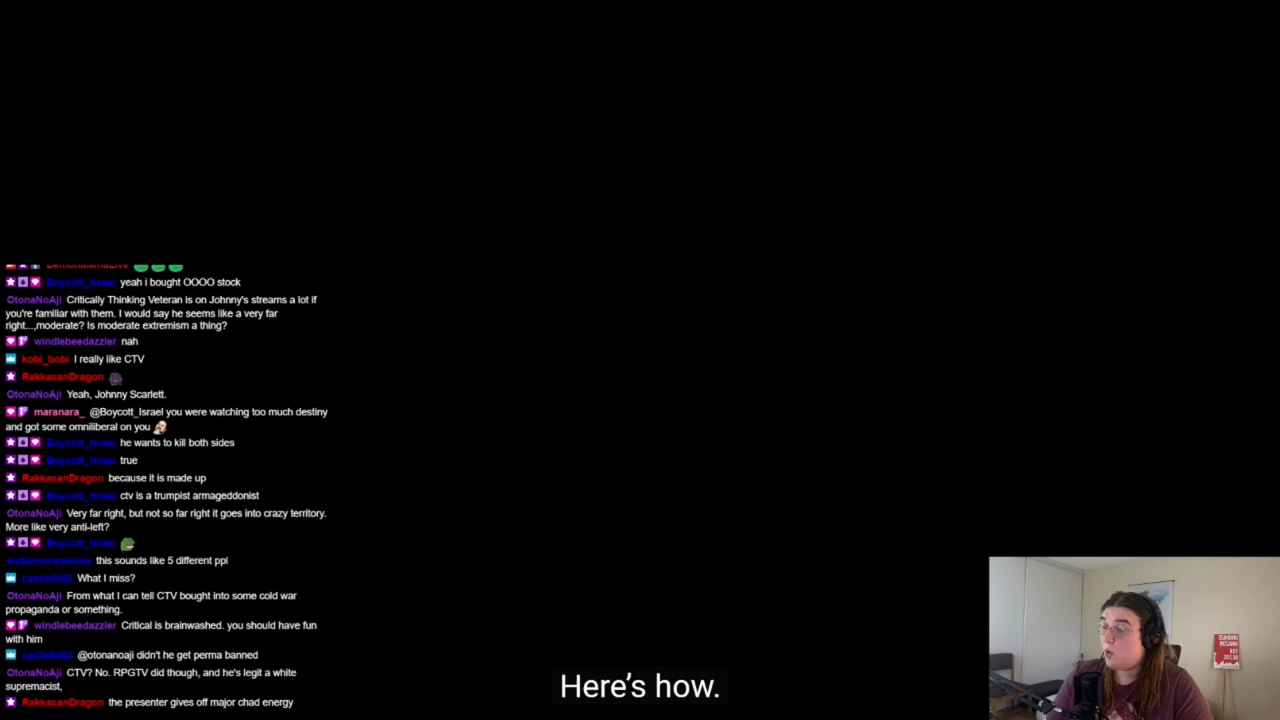 DemonMamaLive
Boycott_Israel yeah i bought OOOO stock
OtonaNoAji Critically Thinking Veteran is on Johnny's streams a lot if
you're familiar with them. I would say he seems like a very far
right...,moderate? Is moderate extremism a thing?
windlebeedazzler nah
kobi_bobi I really like CTV
RakkasanDragon
OtonaNoAji Yeah, Johnny Scarlett.
maranara_ @Boycott_Israel you were watching too much destiny
and got some omniliberal on you
Boycott_Israel he wants to kill both sides
Boycott_Israel true
RakkasanDragon because it is made up
Boycott_Israel ctv is a trumpist armageddonist
OtonaNoAji Very far right, but not so far right it goes into crazy territory.
More like very anti-left?
Boycott_Israel
this sounds like 5 different ppl
What I miss?
OtonaNoAji From what I can tell CTV bought into some cold war
propaganda or something.
windlebeedazzler Critical is brainwashed. you should have fun
with him
@otonanoaji didn't he get perma banned
OtonaNoAji CTV? No. RPGTV did though, and he's legit a white
supremacist,
RakkasanDragon the presenter gives off major chad energy
Here's how.